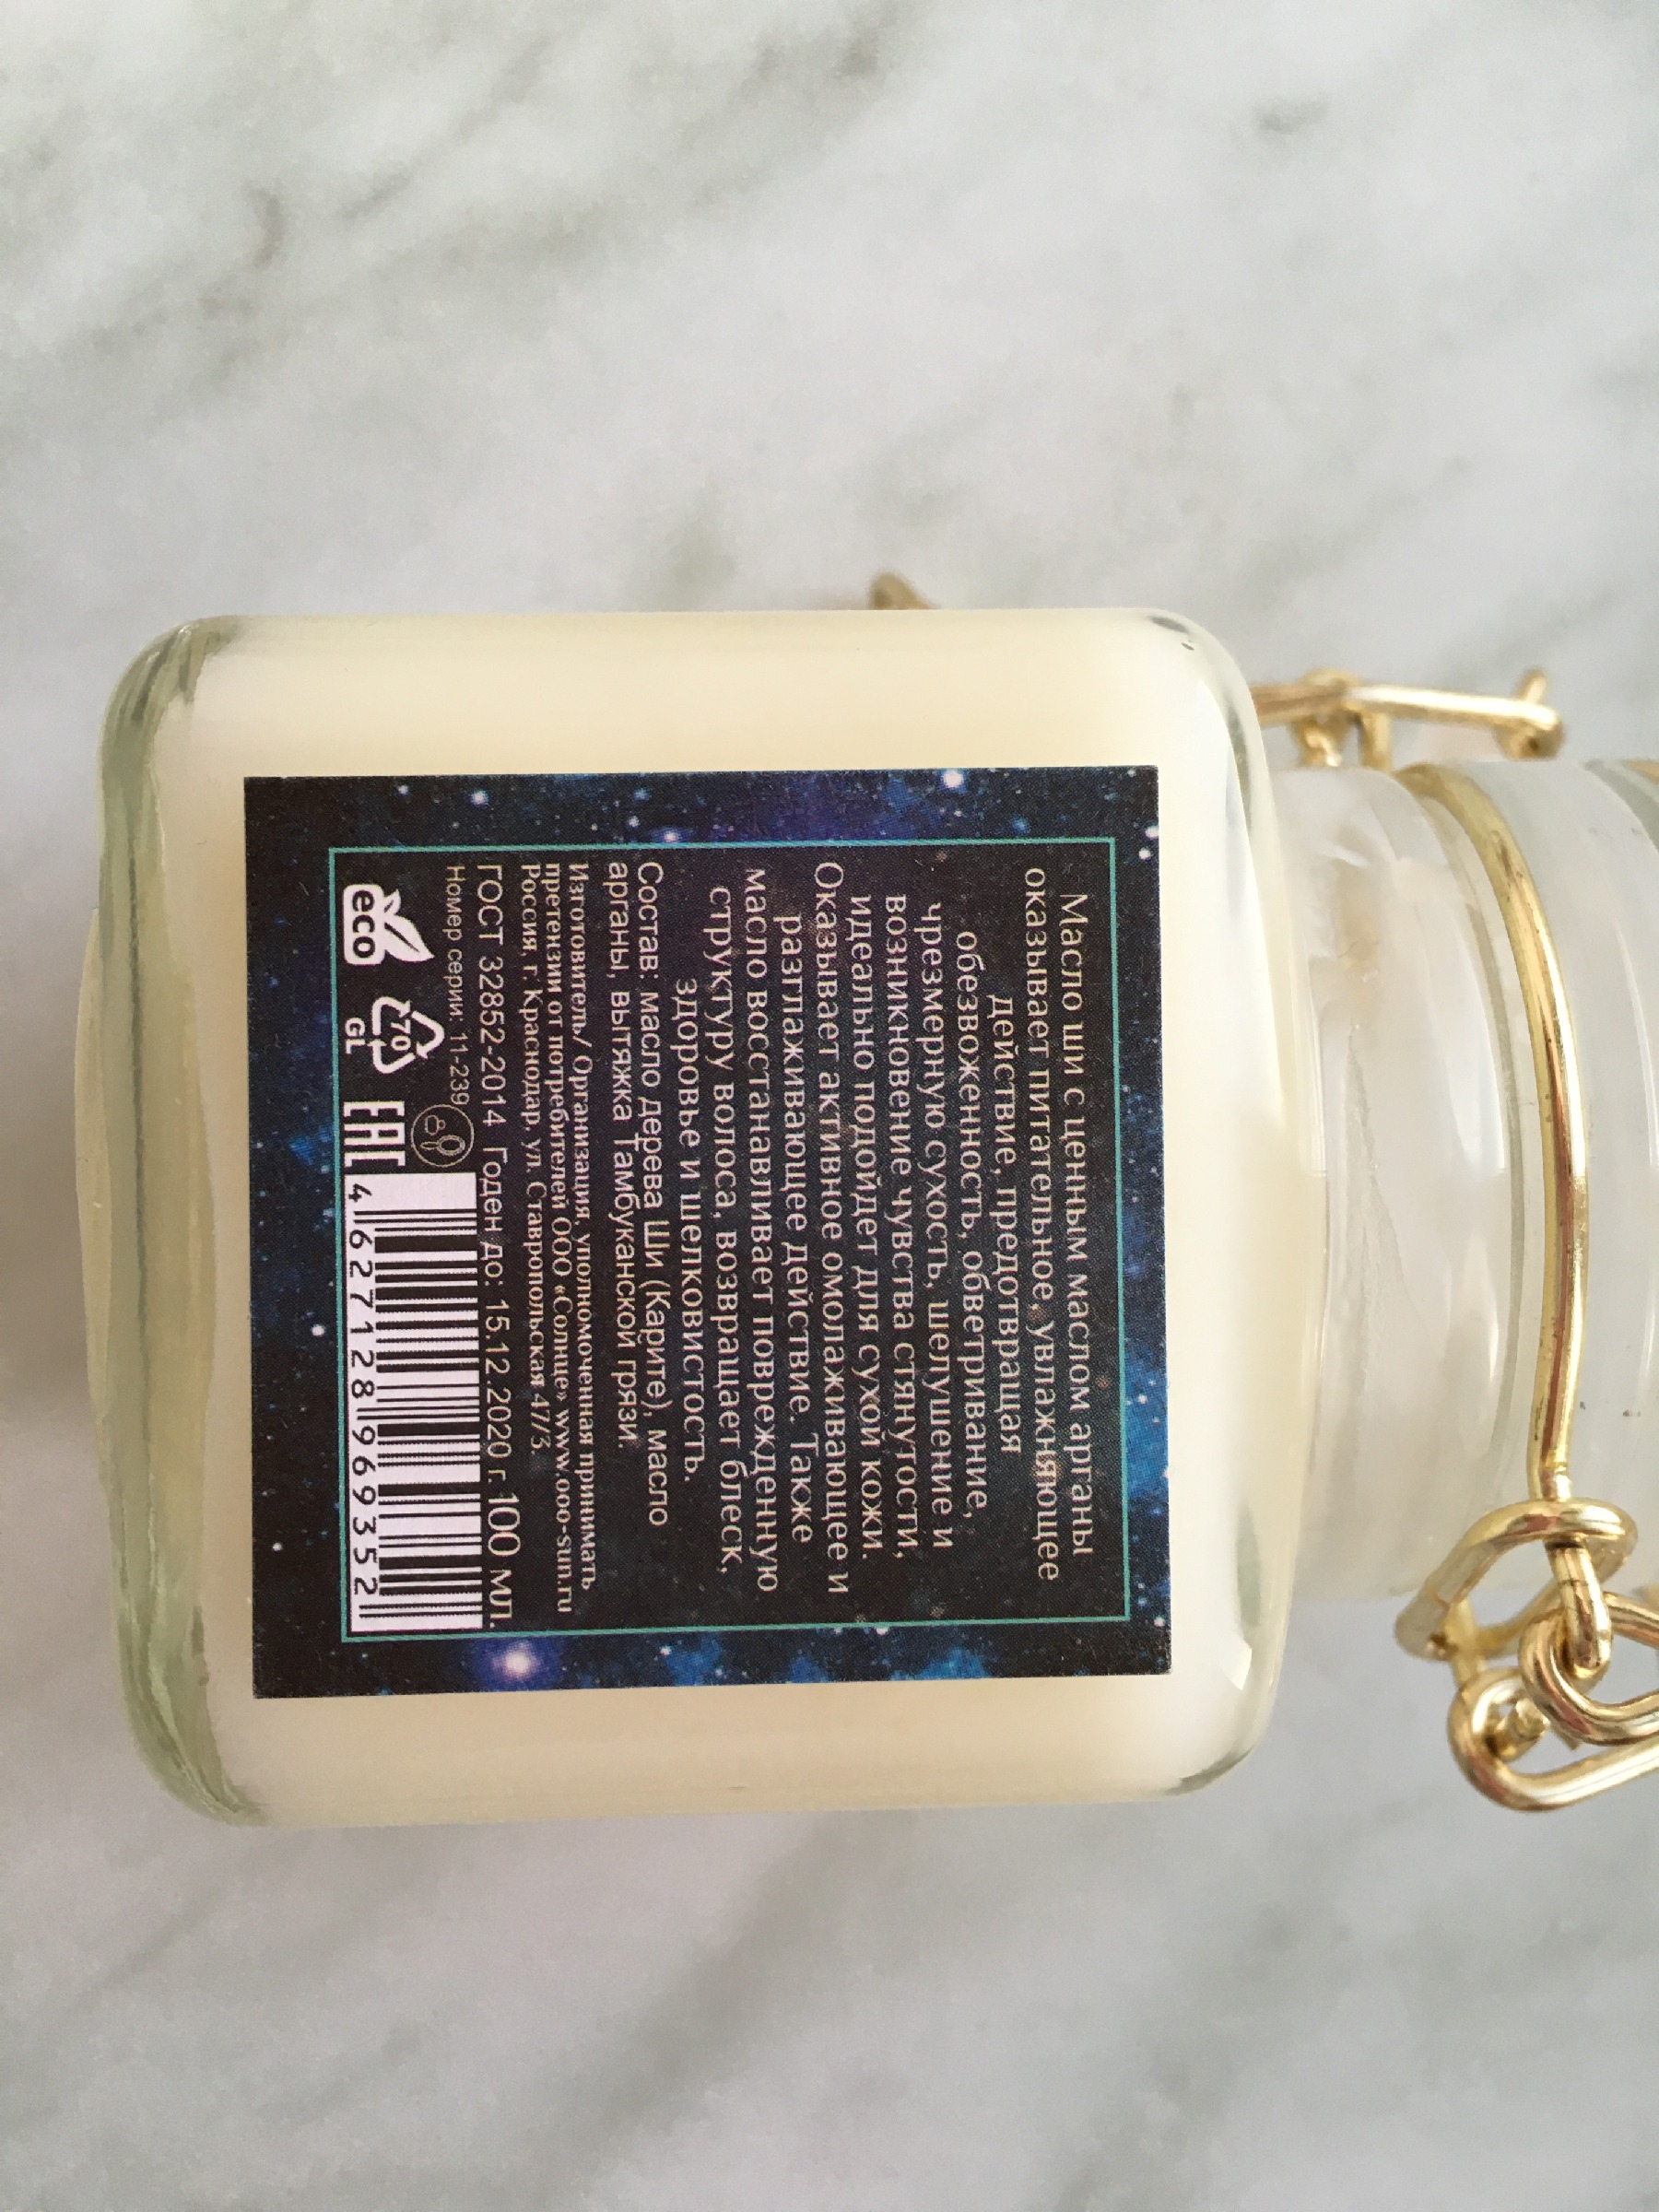 Масло ши с ценным маслом арганы
оказывает питательное, увлажняющее
действие, предотвращая
обезвоженность, обветривание,
чрезмерную сухость, шелушение и
возникновение чувства стянутости,
идеально подойдет для сухой кожи.
Оказывает активное омолаживающее и
разглаживающее действие. Также
масло восстанавливает поврежденную
структуру волоса, возвращает блеск,
здоровье и шелковистость.
Состав: масло дерева Ши (Карите), масло
арганы, вытяжка Тамбуканской грязи.
Изготовитель/ Организация, уполномоченная принимать
претензии от потребителей ООО «Солнце» www.ooo-sun.ru
Россия, г. Краснодар, ул. Ставропольская 47/3.
ГОСТ 32852-2014 Годен до: 15.12.2020 г. 100 мл.
Номер серии: 11-239
eco
70
GL
EAC
4627128969352